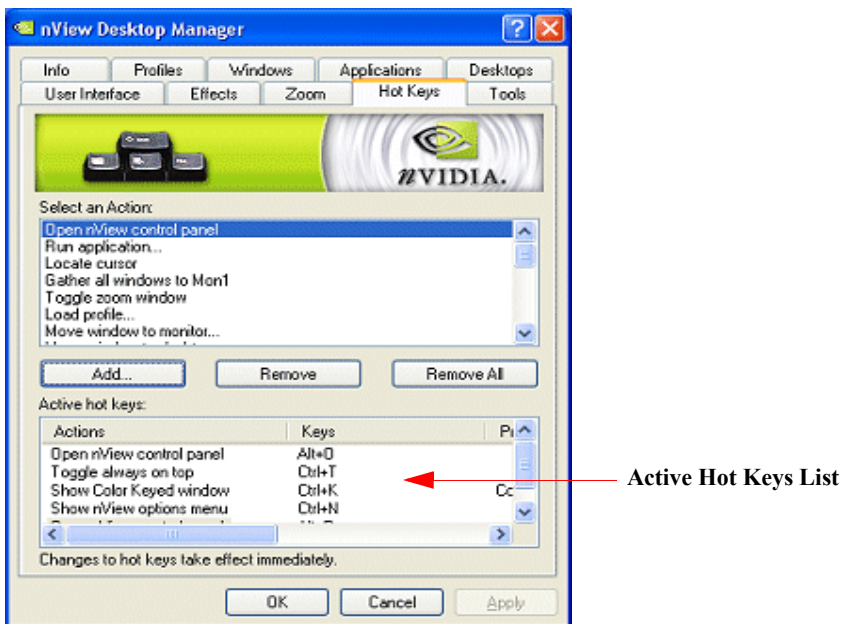 nView Desktop Manager
Info Profiles Windows Applications Desktops
User Interface Effects Zoom Hot Keys Tools
nVIDIA.
Select an Action:
Open nView control panel
Run application...
Locate cursor
Gather all windows to Mon1
Toggle zoom window
Load profile...
Move window to monitor...
Add... Remove Remove All
Active hot keys:
Actions Keys
Open nView control panel Alt+O
Toggle always on top Ctrl+T
Show Color Keyed window Ctrl+K Cc
Show nView options menu Ctrl+N
Active Hot Keys List
Changes to hot keys take effect immediately.
OK Cancel Apply